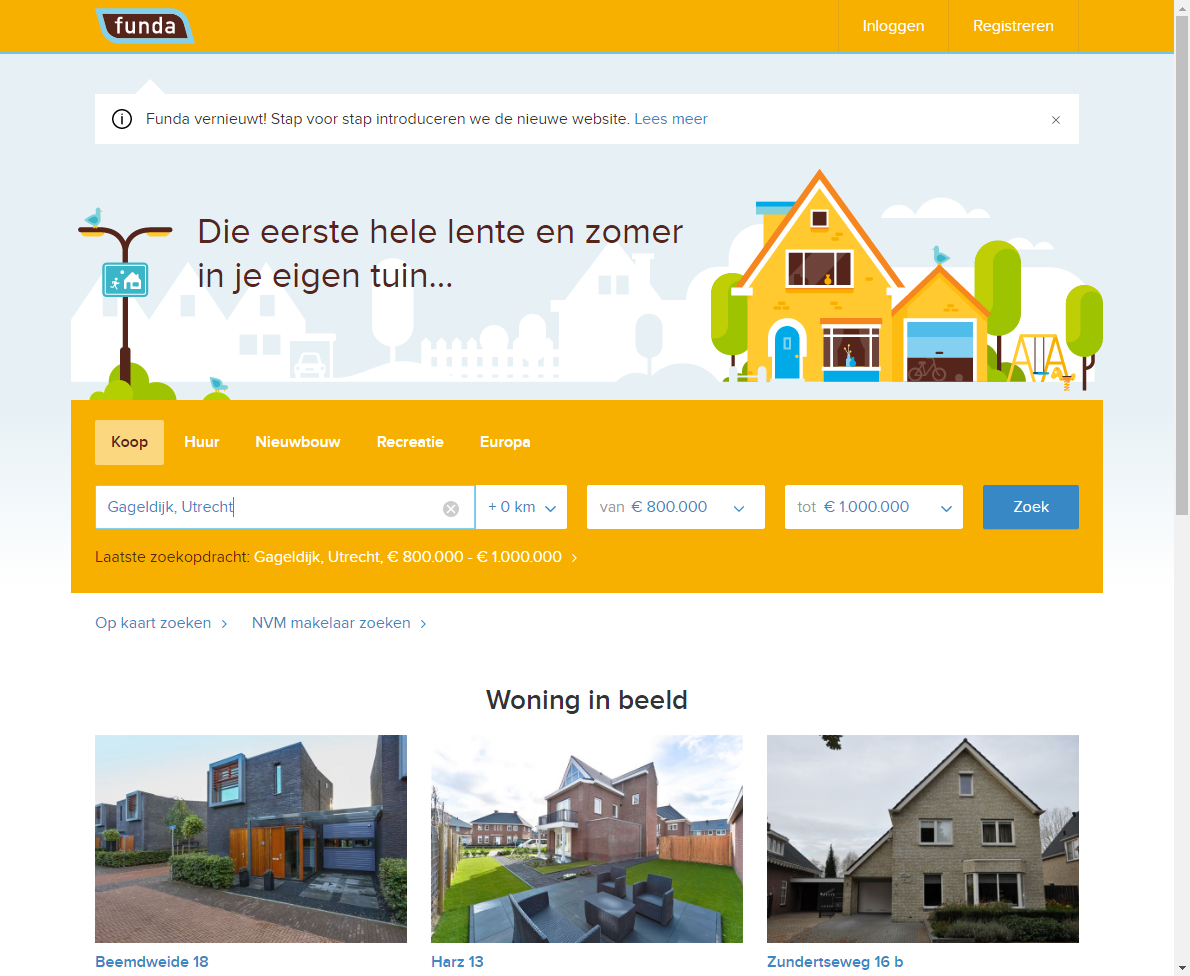 funda
Inloggen
Registreren
Funda vernieuwt! Stap voor stap introduceren we de nieuwe website. Lees meer
Die eerste hele lente en zomer
in je eigen tuin...
Koop
Huur
Nieuwbouw
Recreatie
Europa
Gageldijk, Utrecht
+ 0 km
van € 800.000
tot € 1.000.000
Zoek
Laatste zoekopdracht: Gageldijk, Utrecht, € 800.000 - € 1.000.000
Op kaart zoeken
NVM makelaar zoeken
Woning in beeld
Beemdweide 18
Harz 13
Zundertseweg 16 b